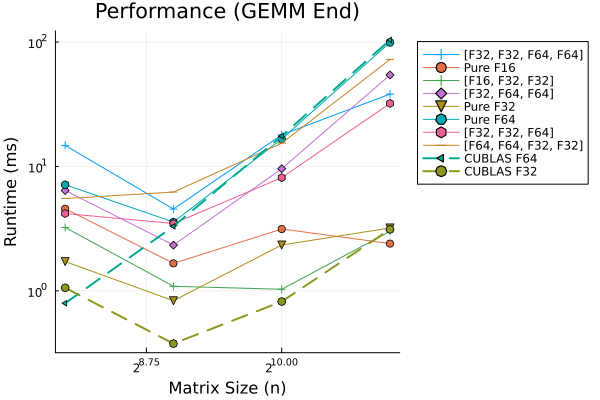 Performance (GEMM End)
Runtime (ms)
10²
10¹
10⁰
2^8.75
2^10.00
Matrix Size (n)
[F32, F32, F64, F64]
Pure F16
[F16, F32, F32]
[F32, F64, F64]
Pure F32
Pure F64
[F32, F32, F64]
[F64, F64, F32, F32]
CUBLAS F64
CUBLAS F32